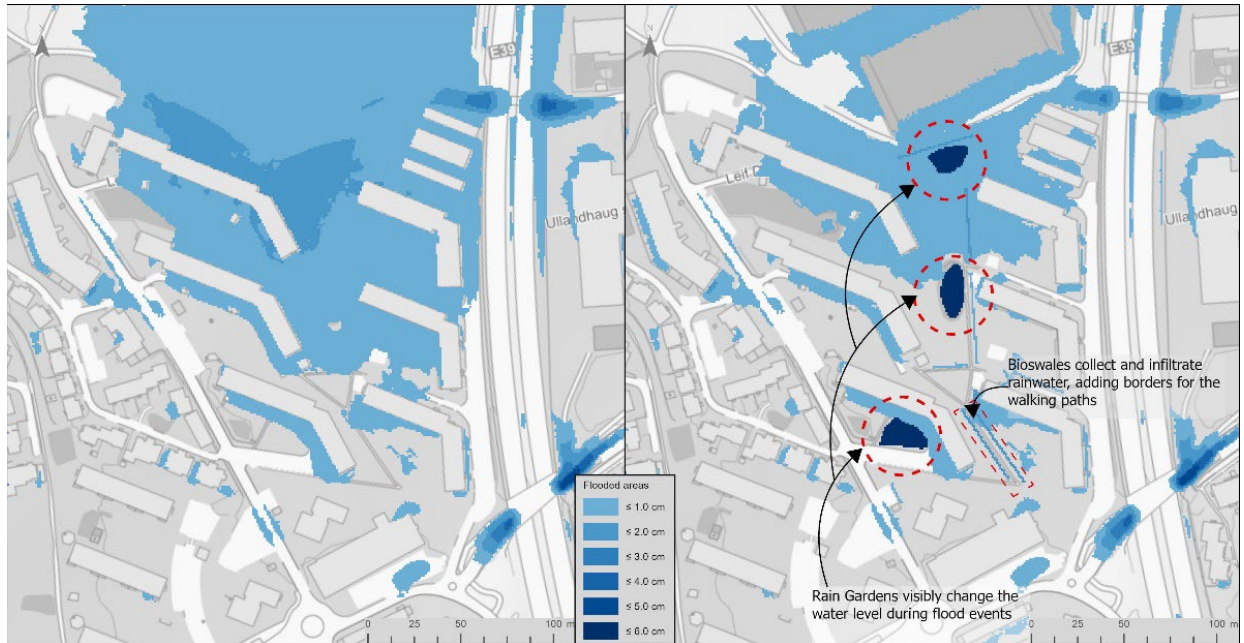 E39
Ullandhaug s
Flooded areas
≤ 1.0 cm
≤ 2.0 cm
≤ 3.0 cm
≤ 4.0 cm
≤ 5.0 cm
≤ 6.0 cm
0 25 50 100 m
E39
Leif D
Ullandhaug
Bioswales collect and infiltrate
rainwater, adding borders for the
walking paths
Rain Gardens visibly change the
water level during flood events
0 25 50 100 m